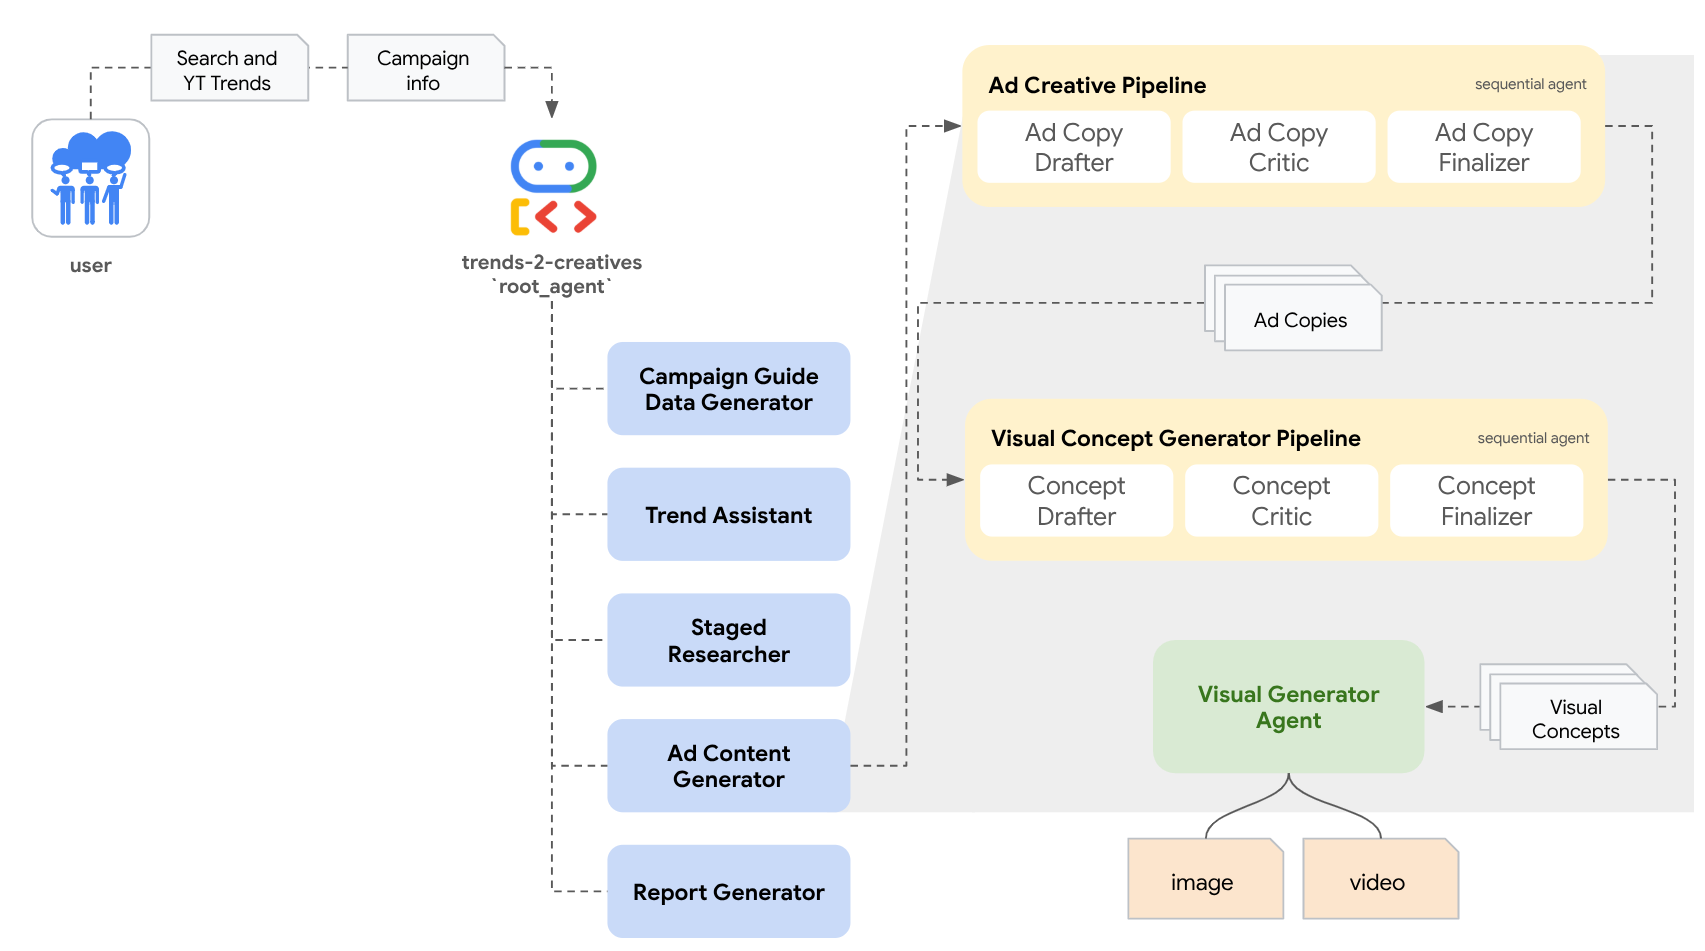 Search and
YT Trends
Campaign
info
user
trends-2-creatives
`root_agent`
Campaign Guide
Data Generator
Trend Assistant
Staged
Researcher
Ad Content
Generator
Report Generator
Ad Creative Pipeline
sequential agent
Ad Copy
Drafter
Ad Copy
Critic
Ad Copy
Finalizer
Ad Copies
Visual Concept Generator Pipeline
sequential agent
Concept
Drafter
Concept
Critic
Concept
Finalizer
Visual
Concepts
Visual Generator
Agent
image
video